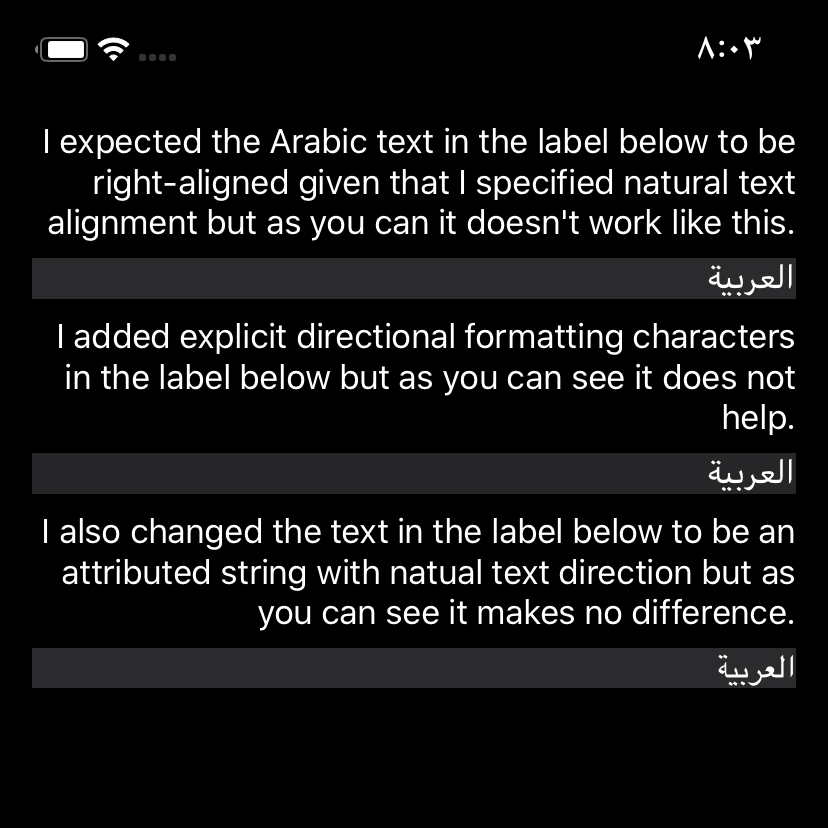 ٨:٠٣
I expected the Arabic text in the label below to be
right-aligned given that I specified natural text
alignment but as you can it doesn't work like this.
العربية
I added explicit directional formatting characters
in the label below but as you can see it does not
help.
العربية
I also changed the text in the label below to be an
attributed string with natual text direction but as
you can see it makes no difference.
العربية